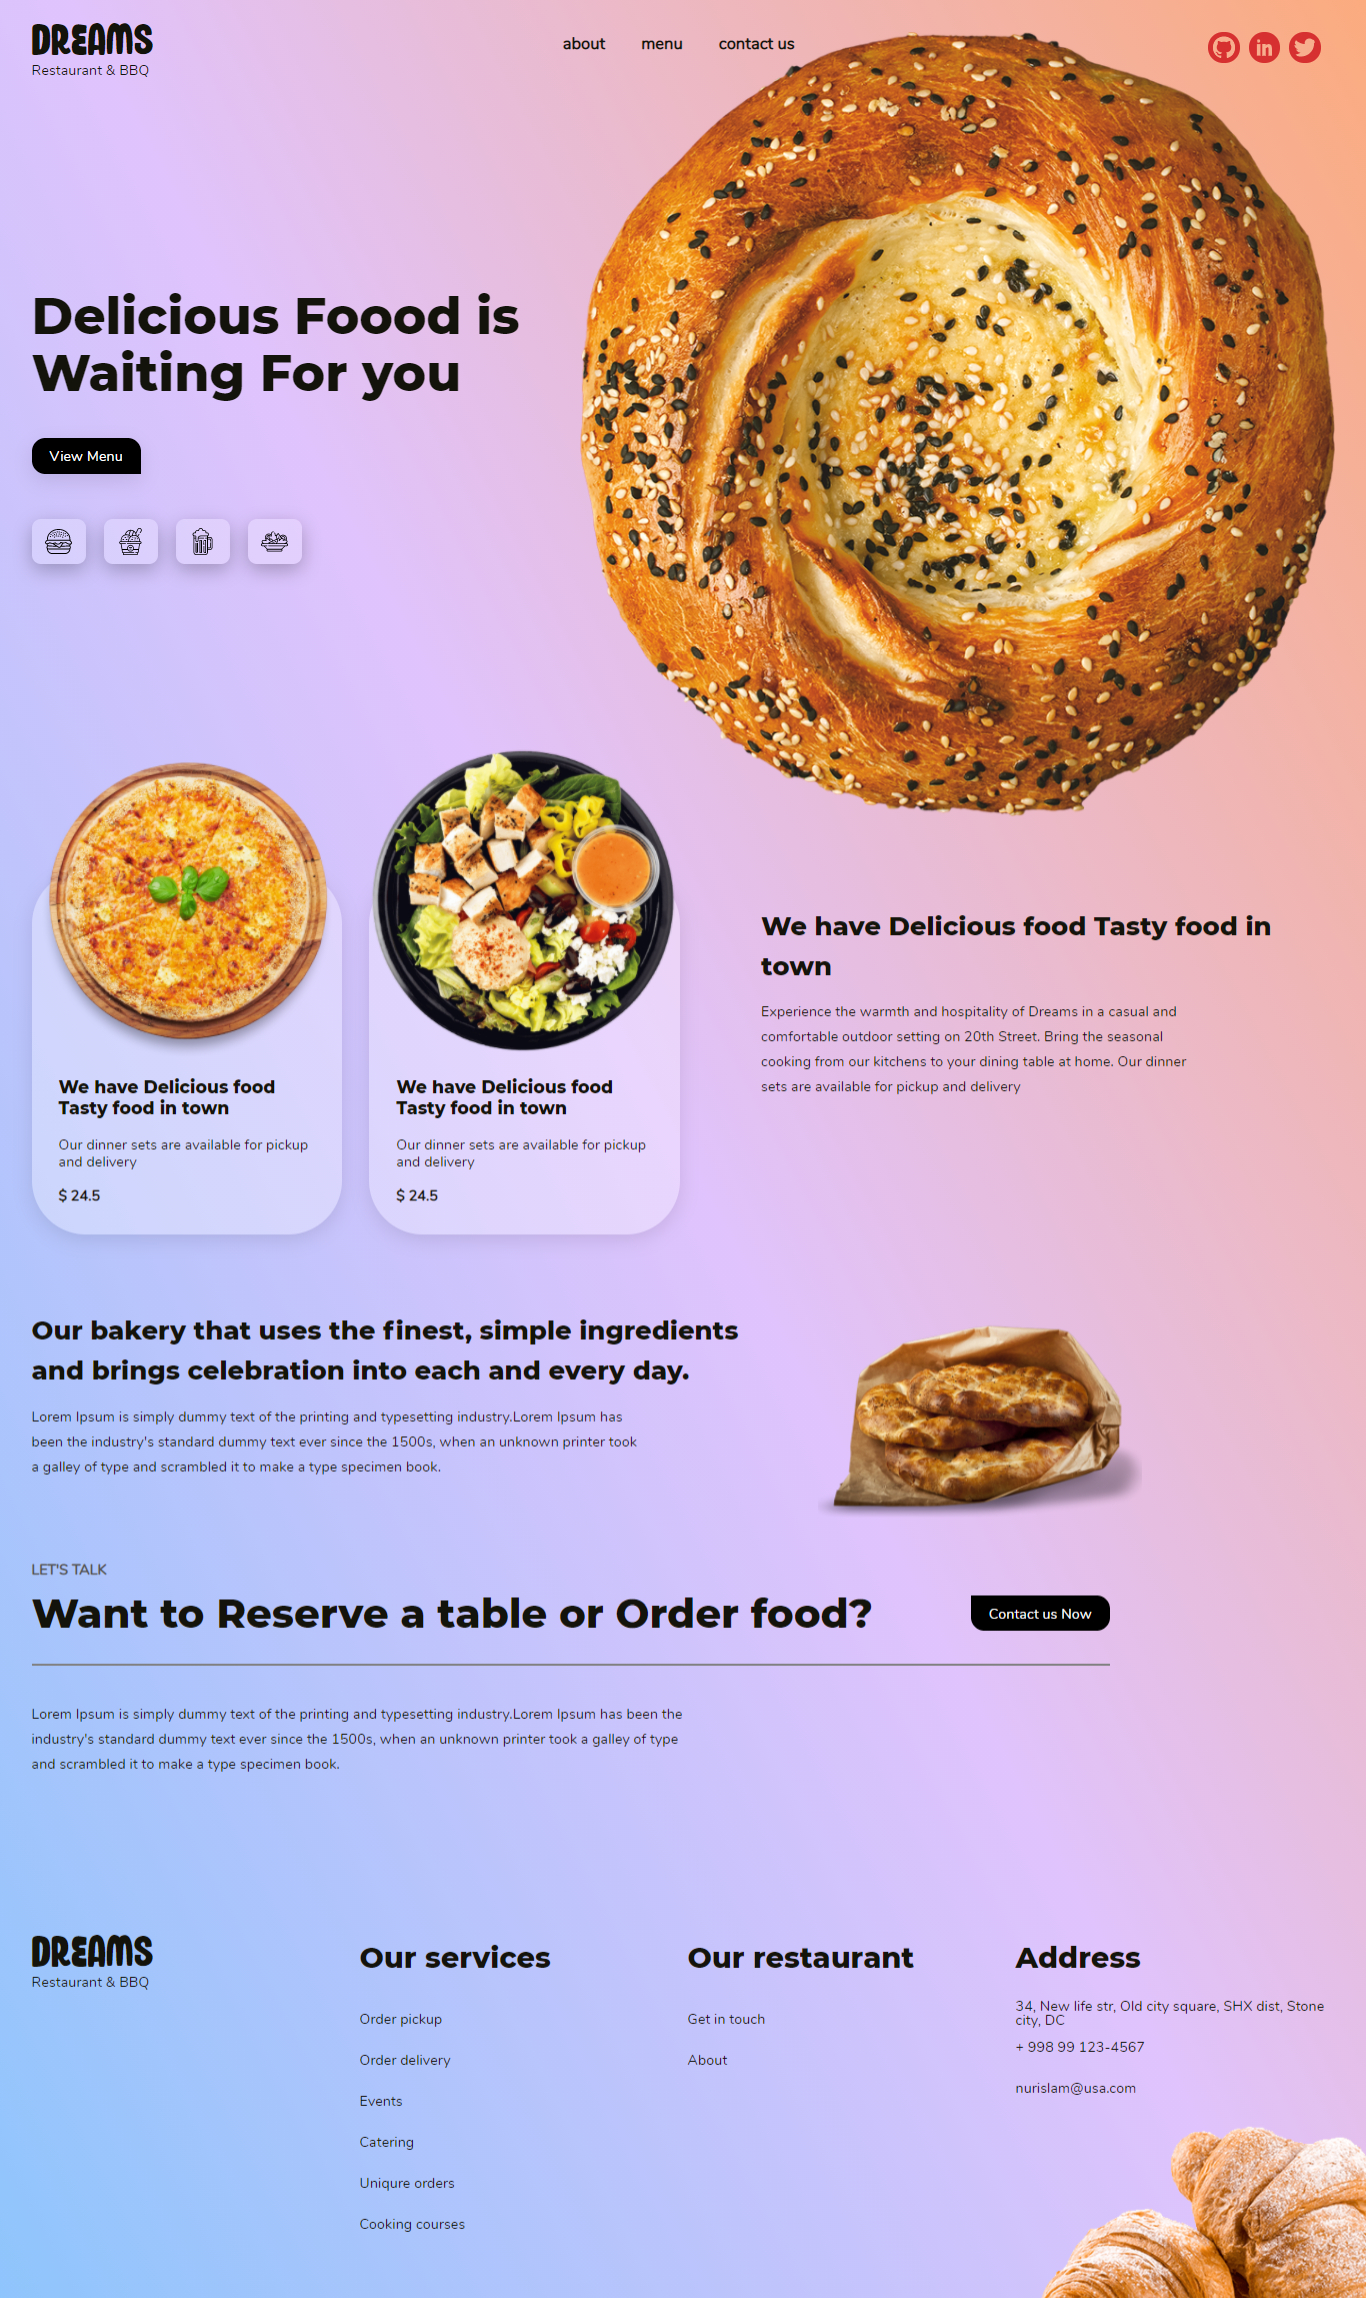 DREAMS
Restaurant & BBQ
about menu contact us
Delicious Foood is
Waiting For you
View Menu
We have Delicious food
Tasty food in town
Our dinner sets are available for pickup
and delivery
$ 24.5
We have Delicious food
Tasty food in town
Our dinner sets are available for pickup
and delivery
$ 24.5
We have Delicious food Tasty food in
town
Experience the warmth and hospitality of Dreams in a casual and
comfortable outdoor setting on 20th Street. Bring the seasonal
cooking from our kitchens to your dining table at home. Our dinner
sets are available for pickup and delivery
Our bakery that uses the finest, simple ingredients
and brings celebration into each and every day.
Lorem Ipsum is simply dummy text of the printing and typesetting industry.Lorem Ipsum has
been the industry's standard dummy text ever since the 1500s, when an unknown printer took
a galley of type and scrambled it to make a type specimen book.
LET'S TALK
Want to Reserve a table or Order food?
Contact us Now
Lorem Ipsum is simply dummy text of the printing and typesetting industry.Lorem Ipsum has been the
industry's standard dummy text ever since the 1500s, when an unknown printer took a galley of type
and scrambled it to make a type specimen book.
DREAMS
Restaurant & BBQ
Our services
Order pickup
Order delivery
Events
Catering
Uniqure orders
Cooking courses
Our restaurant
Get in touch
About
Address
34, New life str, Old city square, SHX dist, Stone
city, DC
+ 998 99 123-4567
nurislam@usa.com